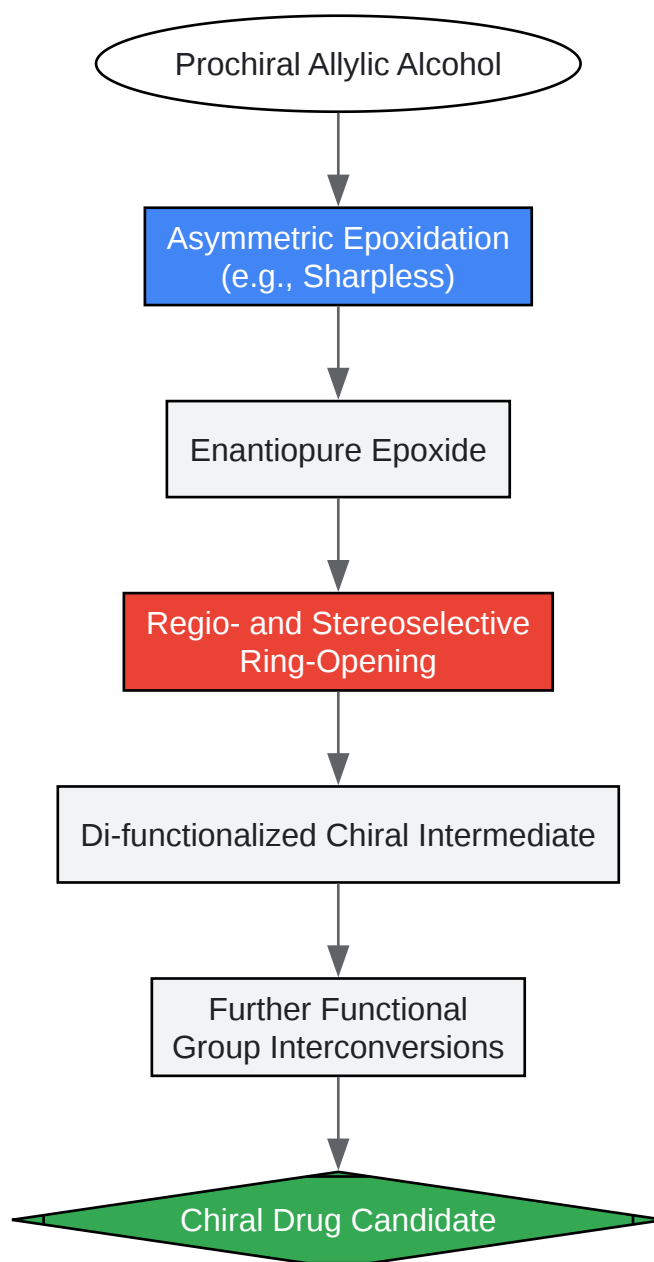 Prochiral Allylic Alcohol
Asymmetric Epoxidation
(e.g., Sharpless)
Enantiopure Epoxide
Regio- and Stereoselective
Ring-Opening
Di-functionalized Chiral Intermediate
Further Functional
Group Interconversions
Chiral Drug Candidate